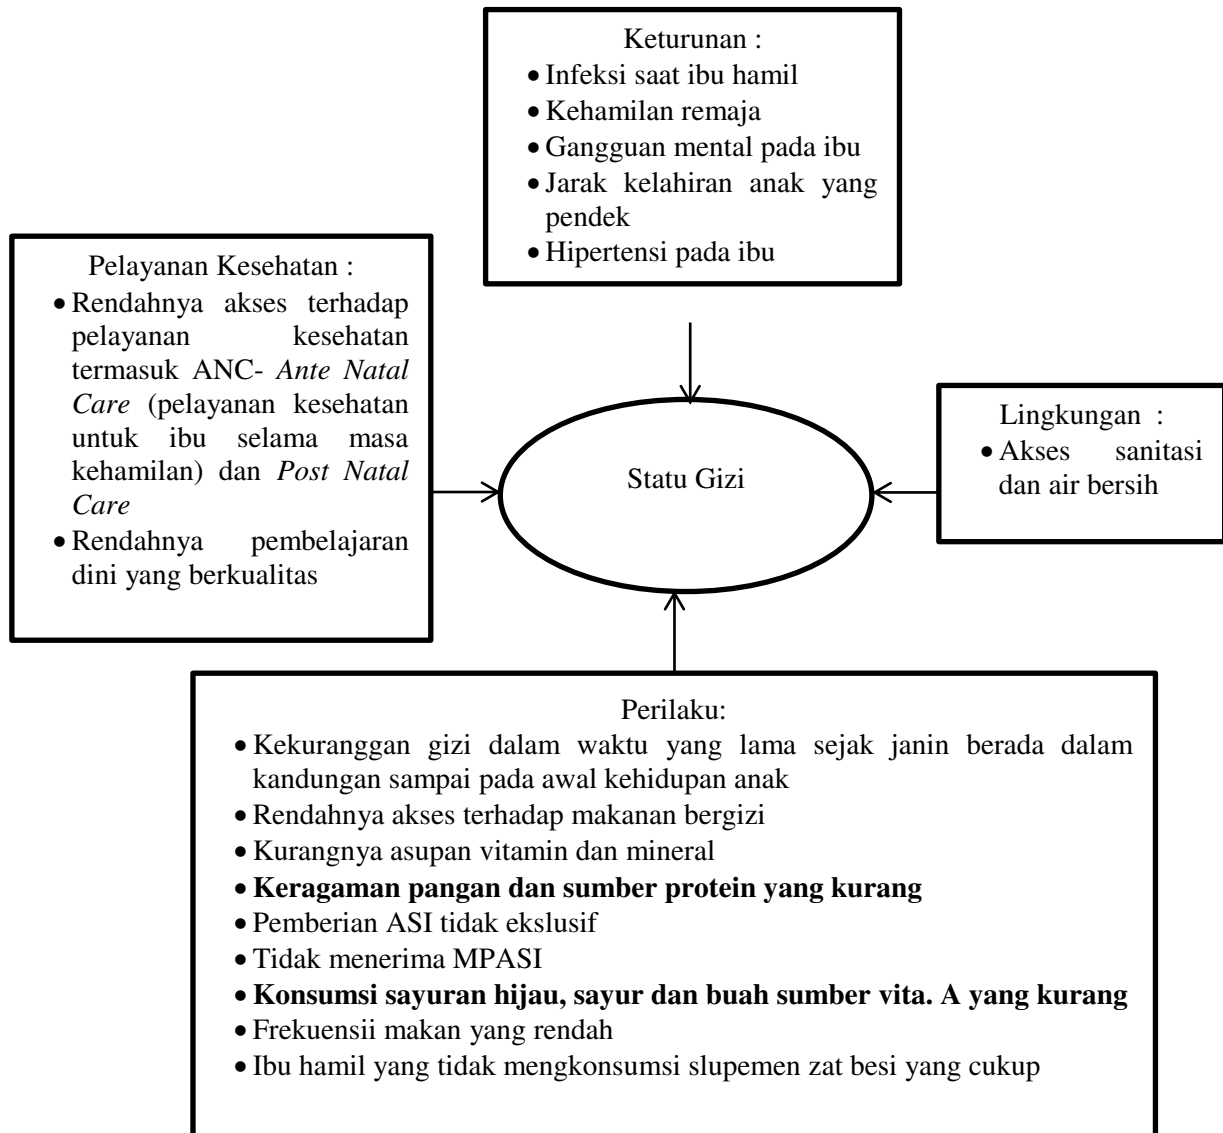 Keturunan :
• Infeksi saat ibu hamil
• Kehamilan remaja
• Gangguan mental pada ibu
• Jarak kelahiran anak yang
pendek
• Hipertensi pada ibu
Pelayanan Kesehatan :
• Rendahnya akses terhadap
pelayanan kesehatan
termasuk ANC- Ante Natal
Care (pelayanan kesehatan
untuk ibu selama masa
kehamilan) dan Post Natal
Care
• Rendahnya pembelajaran
dini yang berkualitas
Statu Gizi
Lingkungan :
• Akses sanitasi
dan air bersih
Perilaku:
• Kekuranggan gizi dalam waktu yang lama sejak janin berada dalam
kandungan sampai pada awal kehidupan anak
• Rendahnya akses terhadap makanan bergizi
• Kurangnya asupan vitamin dan mineral
• Keragaman pangan dan sumber protein yang kurang
• Pemberian ASI tidak ekslusif
• Tidak menerima MPASI
• Konsumsi sayuran hijau, sayur dan buah sumber vita. A yang kurang
• Frekuensii makan yang rendah
• Ibu hamil yang tidak mengkonsumsi slupemen zat besi yang cukup